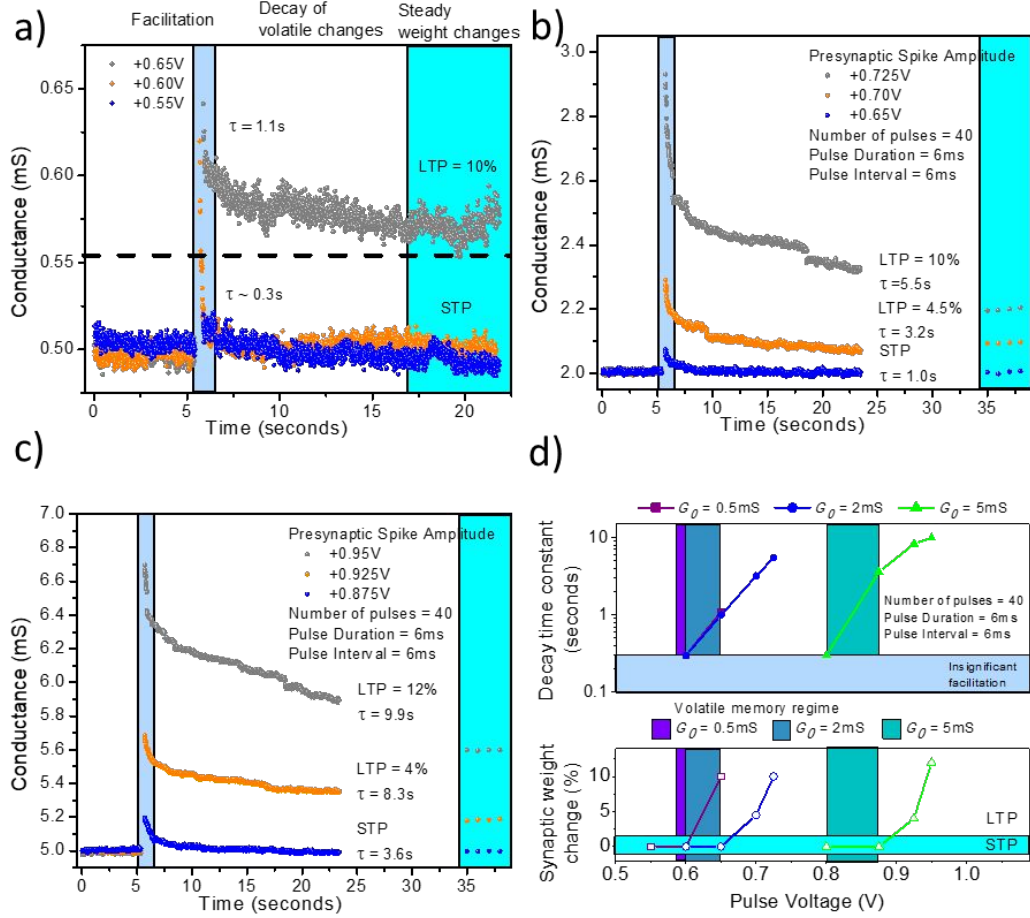 a)
Facilitation
Decay of
volatile changes
Steady
weight changes
+0.65V
+0.60V
+0.55V
τ = 1.1s
LTP = 10%
τ ~ 0.3s
STP
0.65
0.60
0.55
0.50
Conductance (mS)
0 5 10 15 20
Time (seconds)
b)
Presynaptic Spike Amplitude
+0.725V
+0.70V
+0.65V
Number of pulses = 40
Pulse Duration = 6ms
Pulse Interval = 6ms
LTP = 10%
τ =5.5s
LTP = 4.5%
τ = 3.2s
STP
τ = 1.0s
3.0
2.8
2.6
2.4
2.2
2.0
Conductance (mS)
0 5 10 15 20 25 30 35
Time (seconds)
c)
Presynaptic Spike Amplitude
+0.95V
+0.925V
+0.875V
Number of pulses = 40
Pulse Duration = 6ms
Pulse Interval = 6ms
LTP = 12%
τ = 9.9s
LTP = 4%
τ = 8.3s
STP
τ = 3.6s
7.0
6.8
6.6
6.4
6.2
6.0
5.8
5.6
5.4
5.2
5.0
Conductance (mS)
0 5 10 15 20 25 30 35
Time (seconds)
d)
G0 = 0.5mS G0 = 2mS G0 = 5mS
10
1
0.1
Decay time constant
(seconds)
Number of pulses = 40
Pulse Duration = 6ms
Pulse Interval = 6ms
Insignificant
facilitation
Volatile memory regime
G0 = 0.5mS G0 = 2mS G0 = 5mS
10
5
0
Synaptic weight
change (%)
LTP
STP
0.5 0.6 0.7 0.8 0.9 1.0
Pulse Voltage (V)